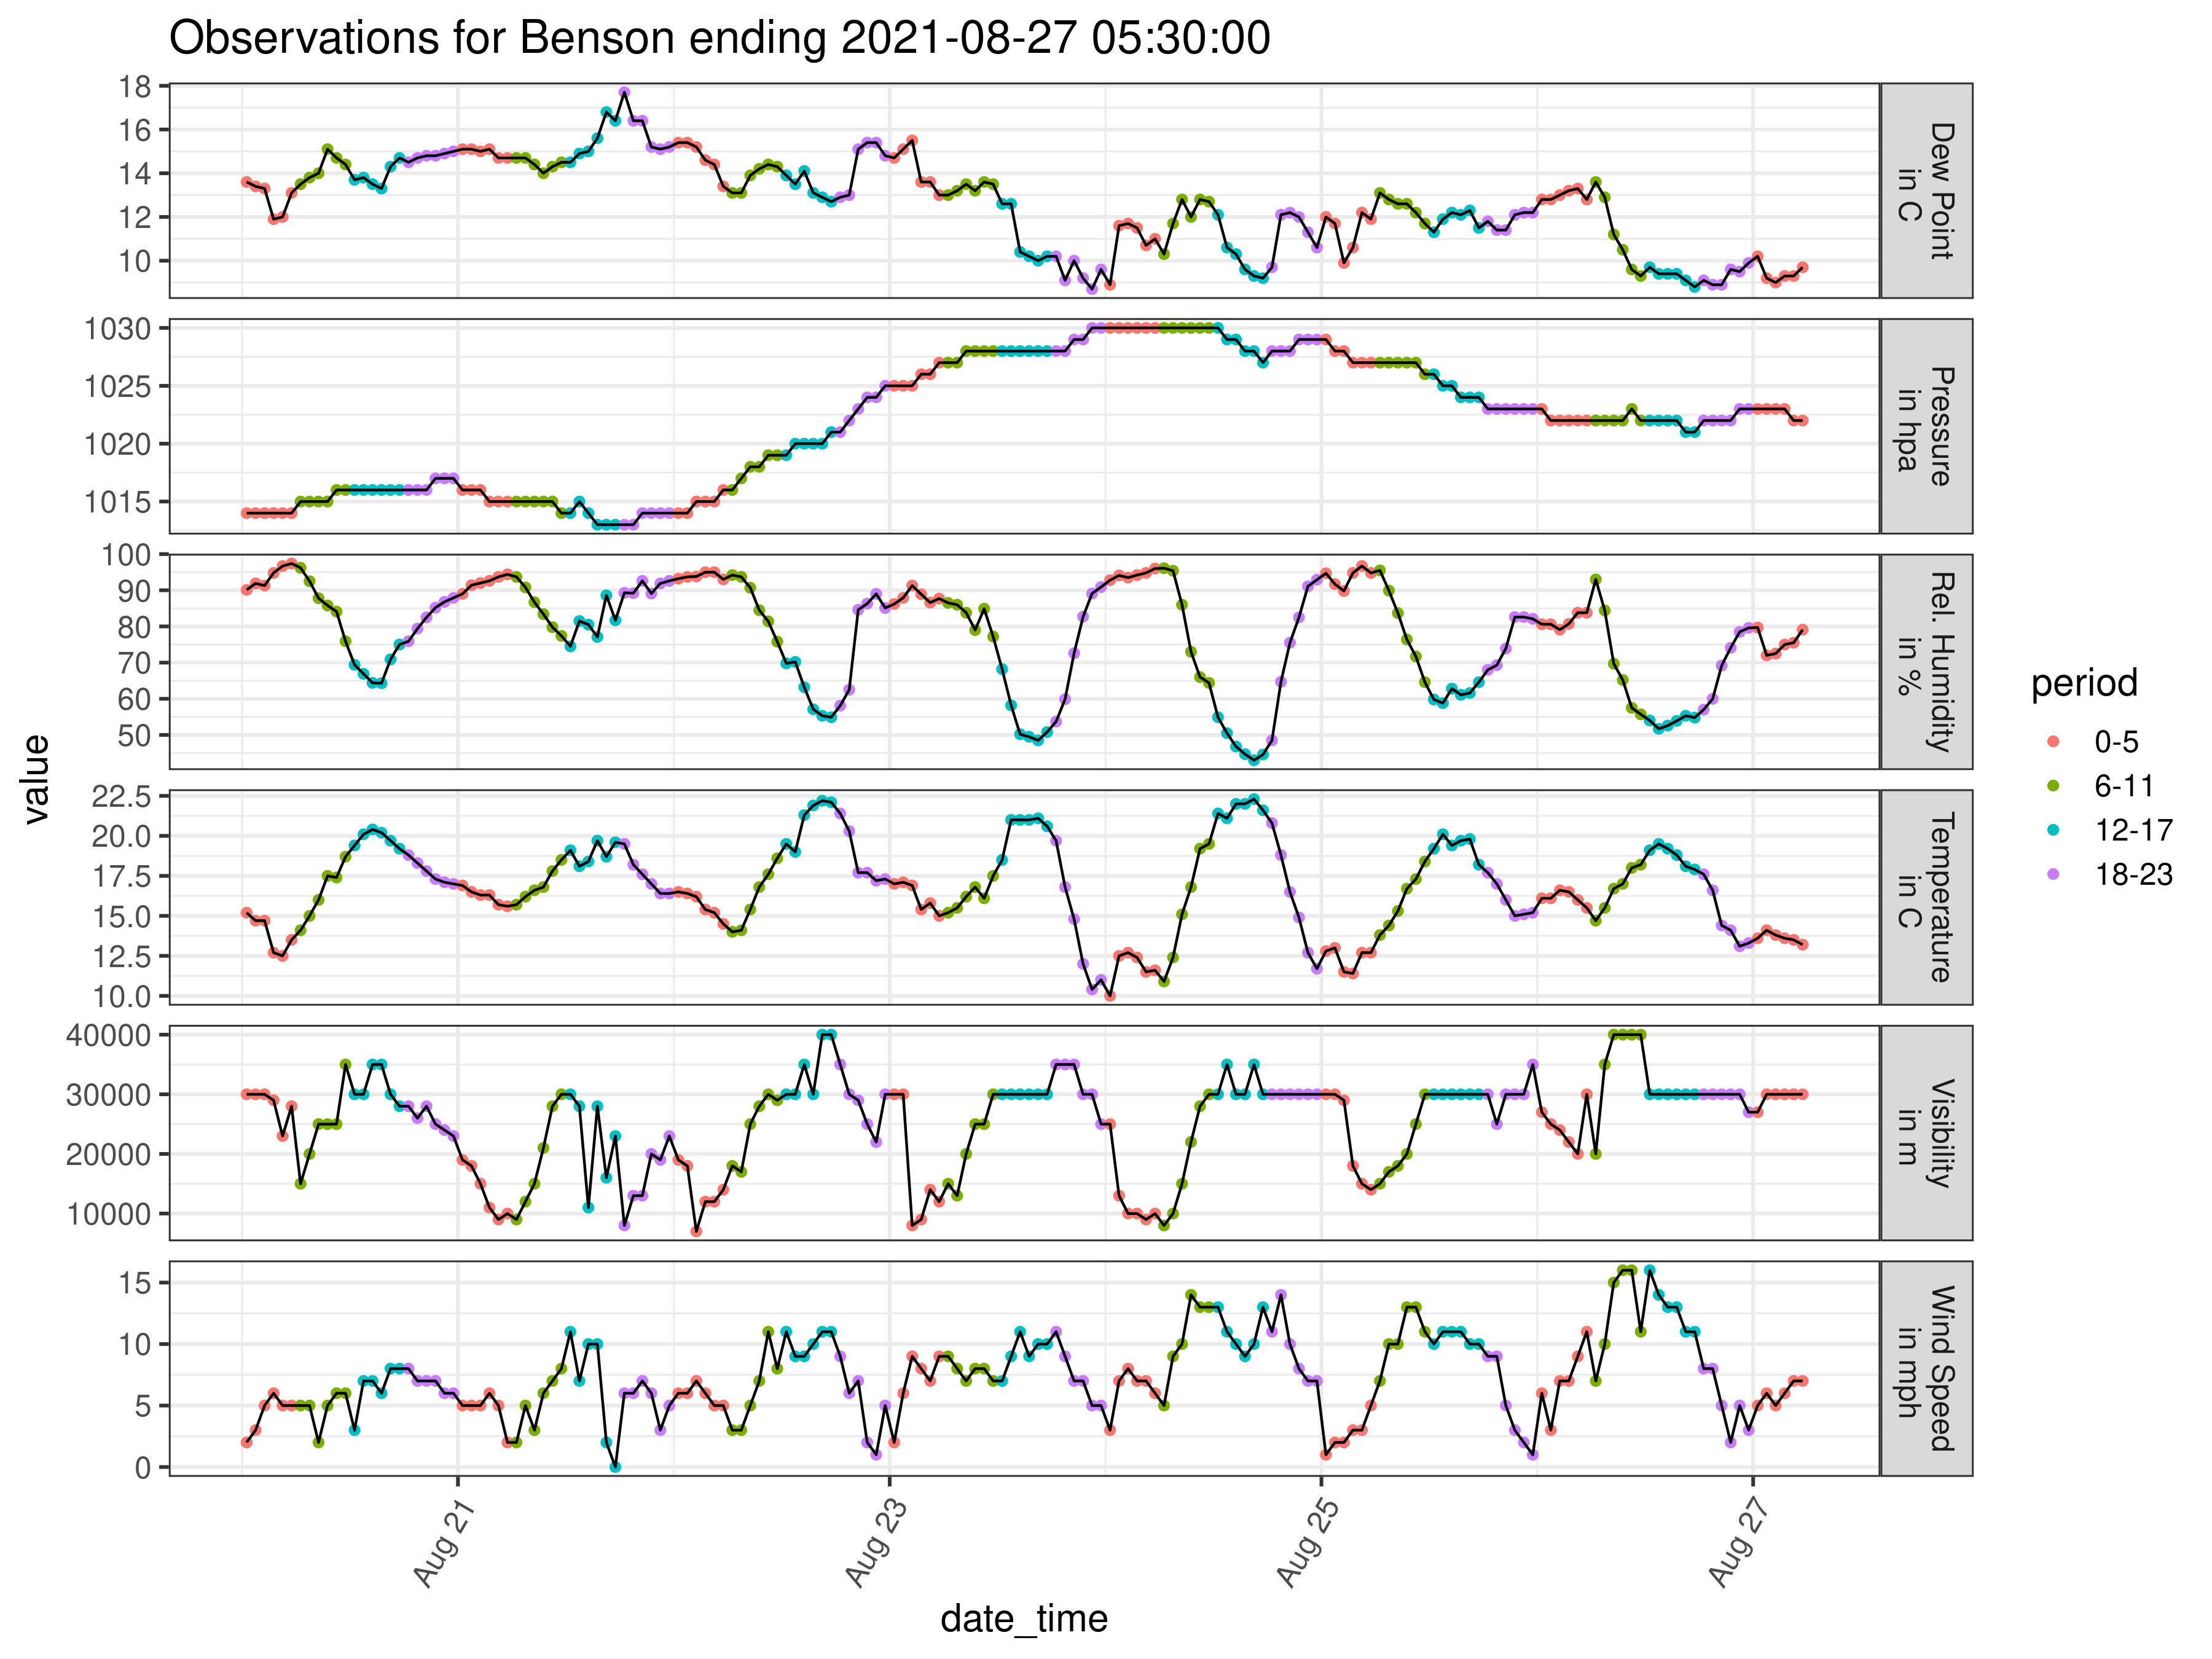 Observations for Benson ending 2021-08-27 05:30:00
18
16
14
12
10
Dew Point
in C
1030
1025
1020
1015
Pressure
in hpa
100
90
80
70
60
50
Rel. Humidity
in %
22.5
20.0
17.5
15.0
12.5
10.0
Temperature
in C
40000
30000
20000
10000
Visibility
in m
15
10
5
0
Wind Speed
in mph
value
Aug 21
Aug 23
Aug 25
Aug 27
date_time
period
0-5
6-11
12-17
18-23